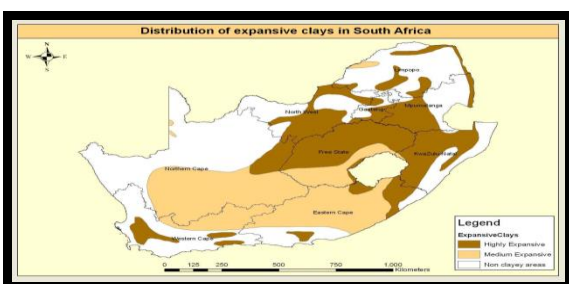 Distribution of expansive clays in South Africa
N
W E
S
Limpopo
North West
Gauteng
Mpumalanga
Free State
KwaZulu-Natal
Northern Cape
Eastern Cape
Western Cape
Legend
ExpansiveClays
Highly Expansive
Medium Expansive
Non clayey areas
0 125 250 500 750 1 000
Kilometers